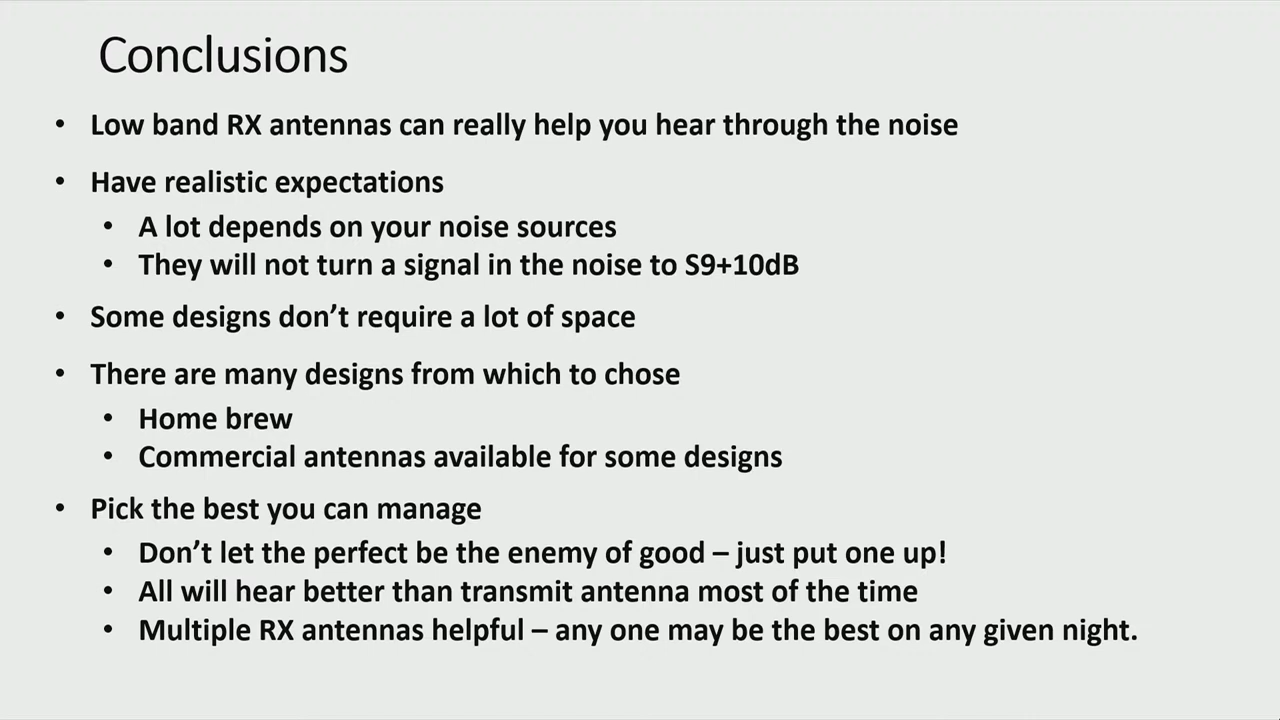 Conclusions
• Low band RX antennas can really help you hear through the noise
• Have realistic expectations
• A lot depends on your noise sources
• They will not turn a signal in the noise to S9+10dB
• Some designs don’t require a lot of space
• There are many designs from which to chose
• Home brew
• Commercial antennas available for some designs
• Pick the best you can manage
• Don’t let the perfect be the enemy of good – just put one up!
• All will hear better than transmit antenna most of the time
• Multiple RX antennas helpful – any one may be the best on any given night.